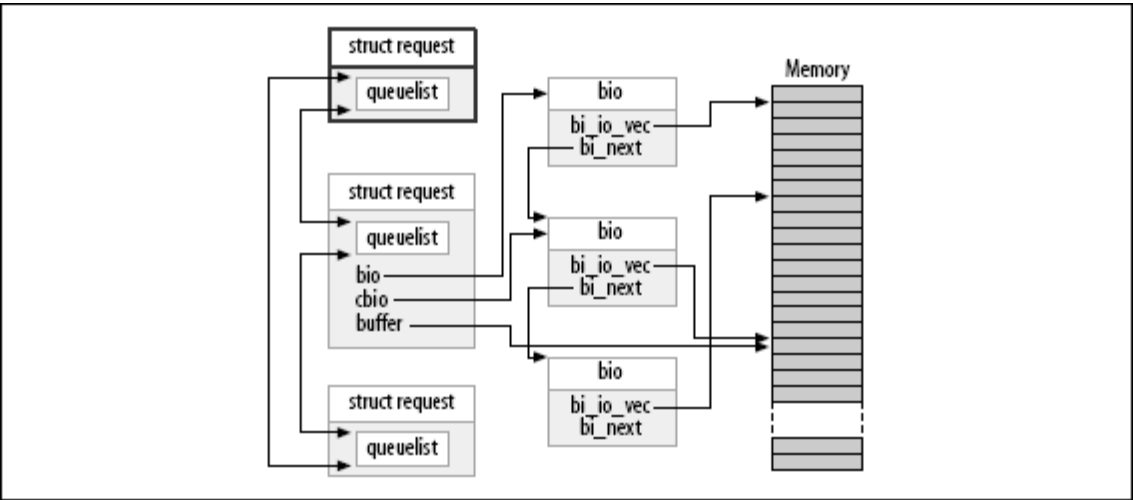 struct request
queuelist
struct request
queuelist
bio
cbio
buffer
struct request
queuelist
bio
bi_io_vec
bi_next
bio
bi_io_vec
bi_next
bio
bi_io_vec
bi_next
Memory